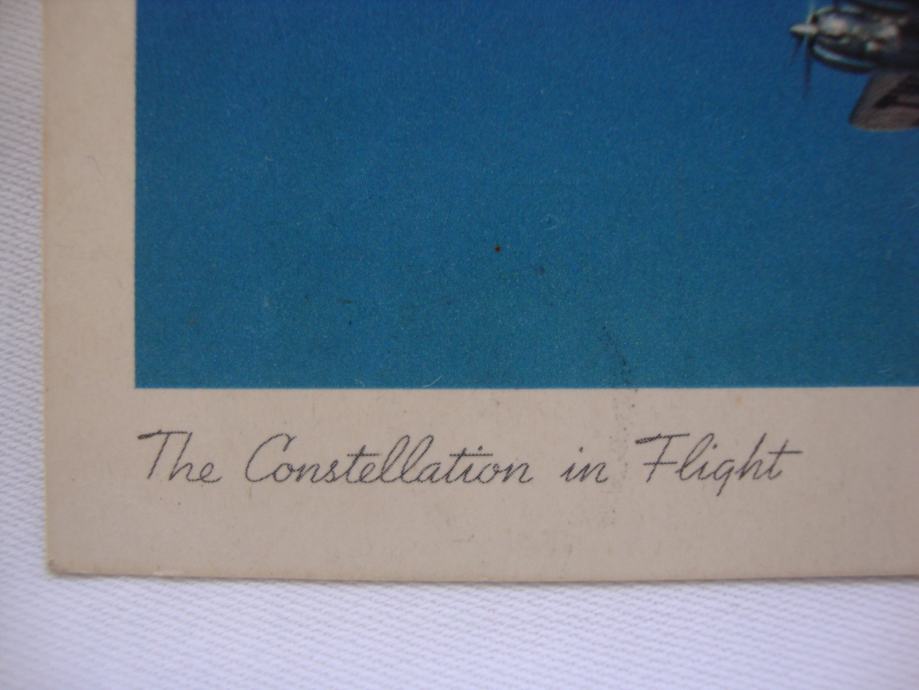 The Constellation in Flight